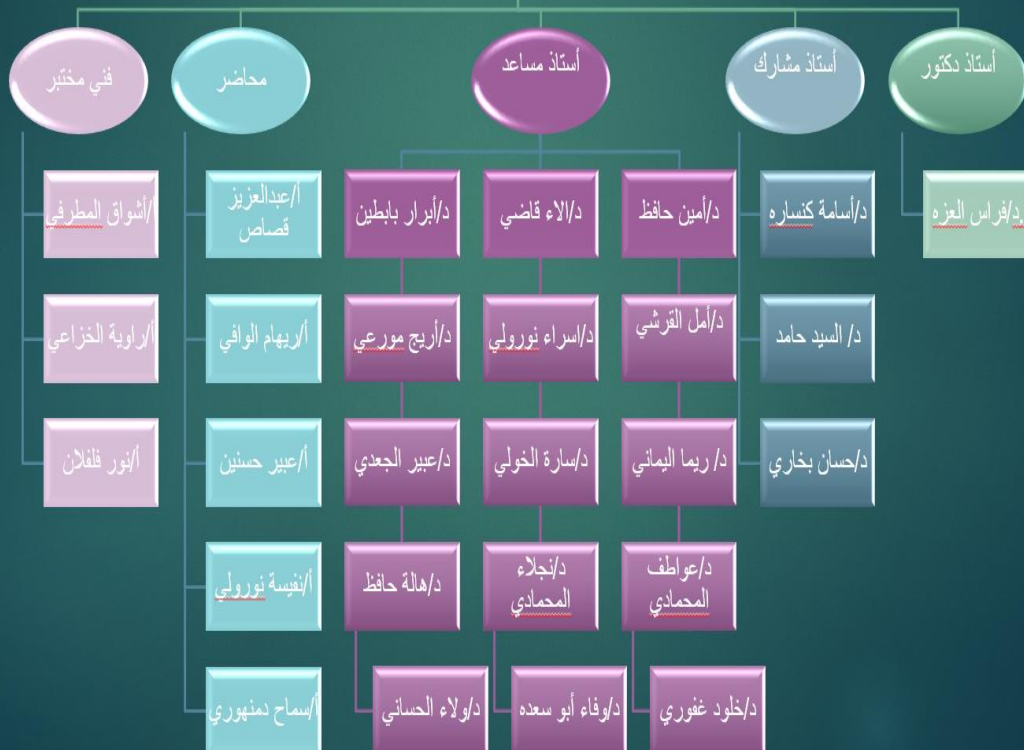 أستاذ دكتور
أستاذ مشارك
أستاذ مساعد
محاضر
فني مختبر
د/فراس العزه
د/أسامة كنساره
د/ السيد حامد
د/حسان بخاري
د/أمين حافظ
د/أمل القرشي
د/ ريما اليماني
د/عواطف
المحمادي
د/خلود غفوري
د/الاء قاضي
د/اسراء نورولي
د/سارة الخولي
د/نجلاء
المحمادي
د/وفاء أبو سعده
د/أبرار بابطين
د/أريج مورعي
د/عبير الجعدي
د/هالة حافظ
د/ولاء الحساني
أ/عبدالعزيز
قصاص
أ/ريهام الوافي
أ/عبير حسنين
أ/نفيسة نورولي
أ/سماح دمنهوري
أ/أشواق المطرفي
أ/راوية الخزاعي
أ/نور فلفلان